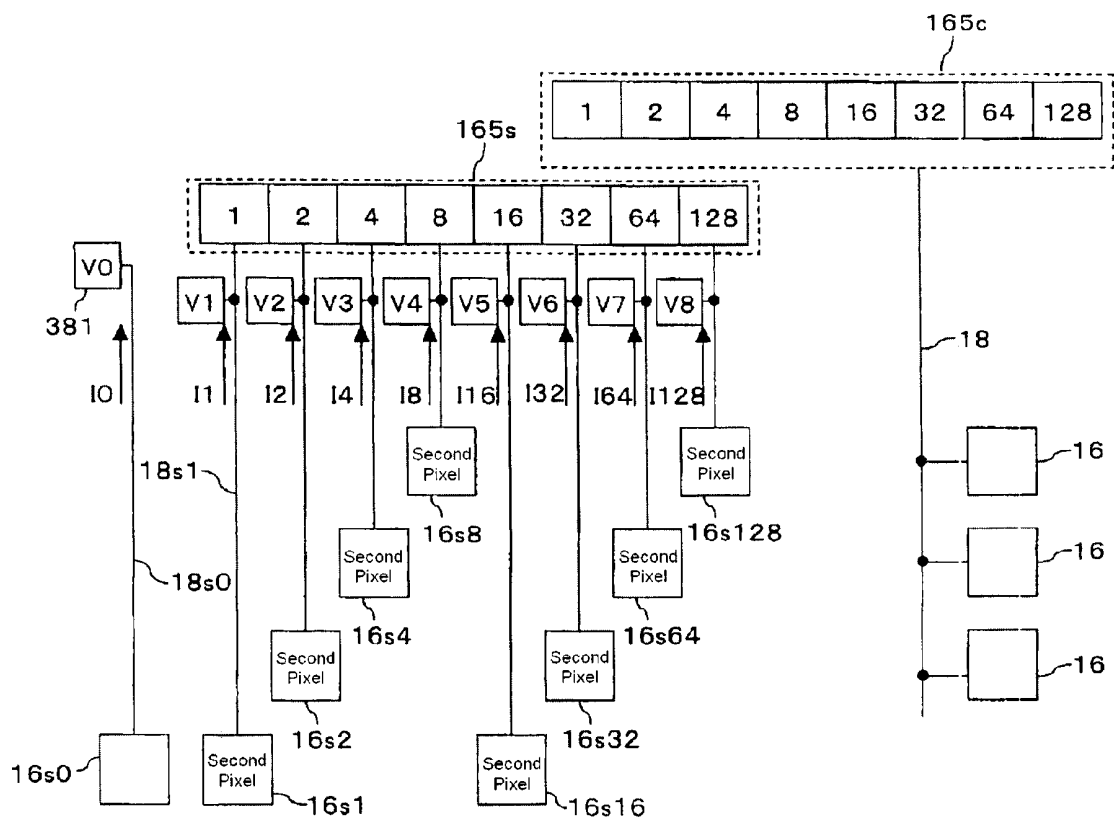 165c
1 2 4 8 16 32 64 128
165s
1 2 4 8 16 32 64 128
V0
V1 V2 V3 V4 V5 V6 V7 V8
381
18
I0 I1 I2 I4 I8 I16 I32 I64 I128
Second
Pixel
Second
Pixel
16
18s1
16s8
16s128
Second
Pixel
Second
Pixel
16
18s0
16s4
16s64
Second
Pixel
Second
Pixel
16
16s2
16s32
16s0
Second
Pixel
Second
Pixel
16s1
16s16